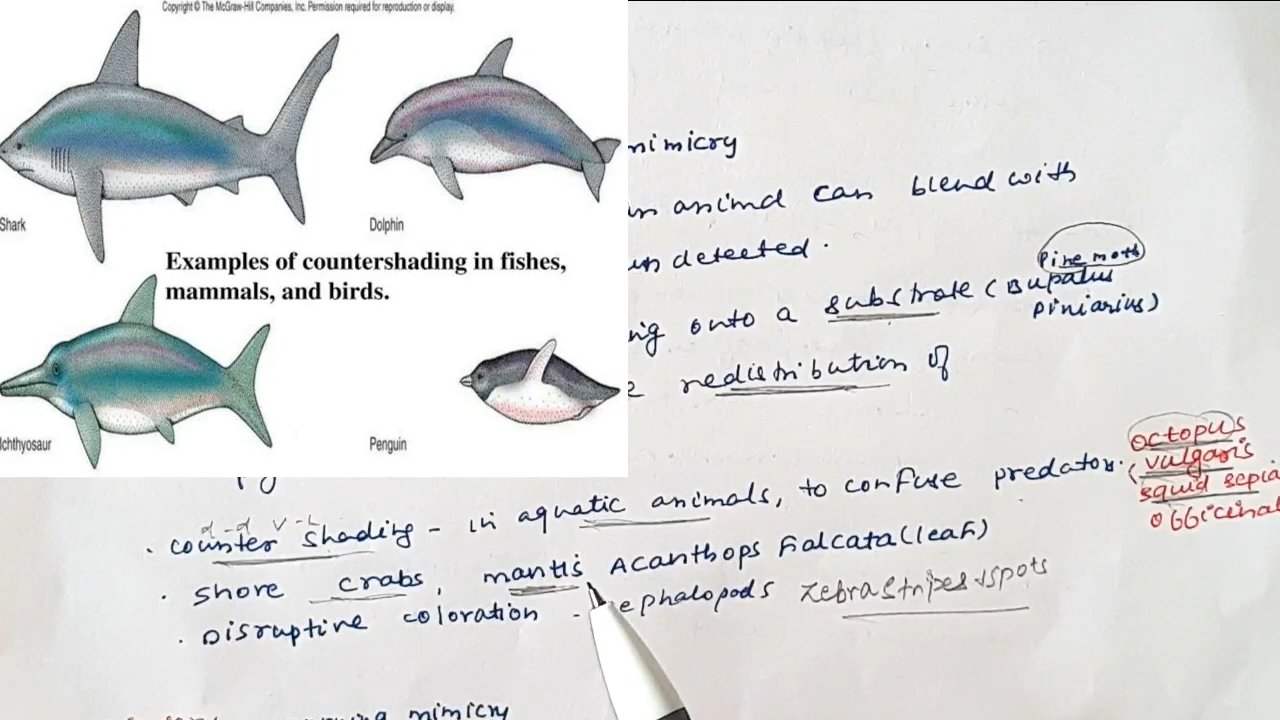 Copyright © The McGraw-Hill Companies, Inc. Permission required for reproduction or display.
Shark
Dolphin
Examples of countershading in fishes,
mammals, and birds.
Ichthyosaur
Penguin
mimicry
an animal can blend with
un detected.
Pine moth
onto a substrate (Bupalus
piniarius)
redistribution of
Octopus
vulgaris
squid sepia
d-d v-L
. counter shading - in aquatic animals, to confuse predator. (
. shore crabs, mantis Acanthops Falcata (leaf)
. Disruptive coloration - cephalopods Zebra stripes + spots
mimicry